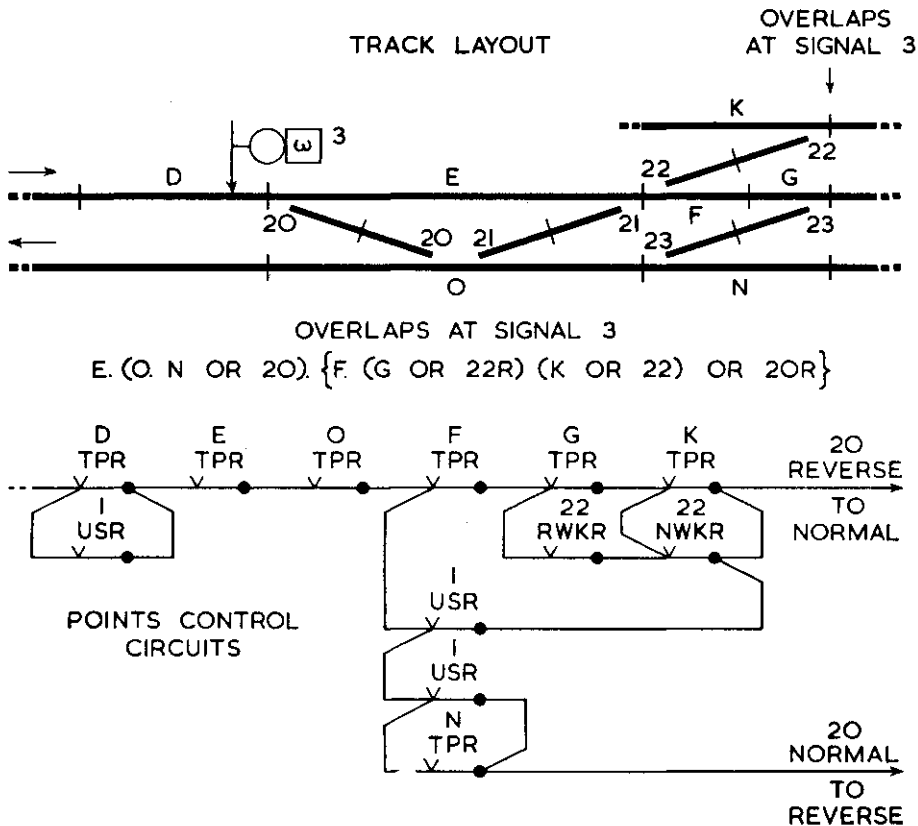 TRACK LAYOUT
OVERLAPS
AT SIGNAL 3
K
3
ω
22
22
D
E
G
F
20
20
21
21
23
23
O
N
OVERLAPS AT SIGNAL 3
E. (O. N OR 20). {F. (G OR 22R) (K OR 22) OR 20R}
D E O F G K
TPR TPR TPR TPR TPR TPR
20
REVERSE
TO
NORMAL
1
USR
22
RWKR
22
NWKR
1
USR
POINTS CONTROL
CIRCUITS
1
USR
N
TPR
20
NORMAL
TO
REVERSE